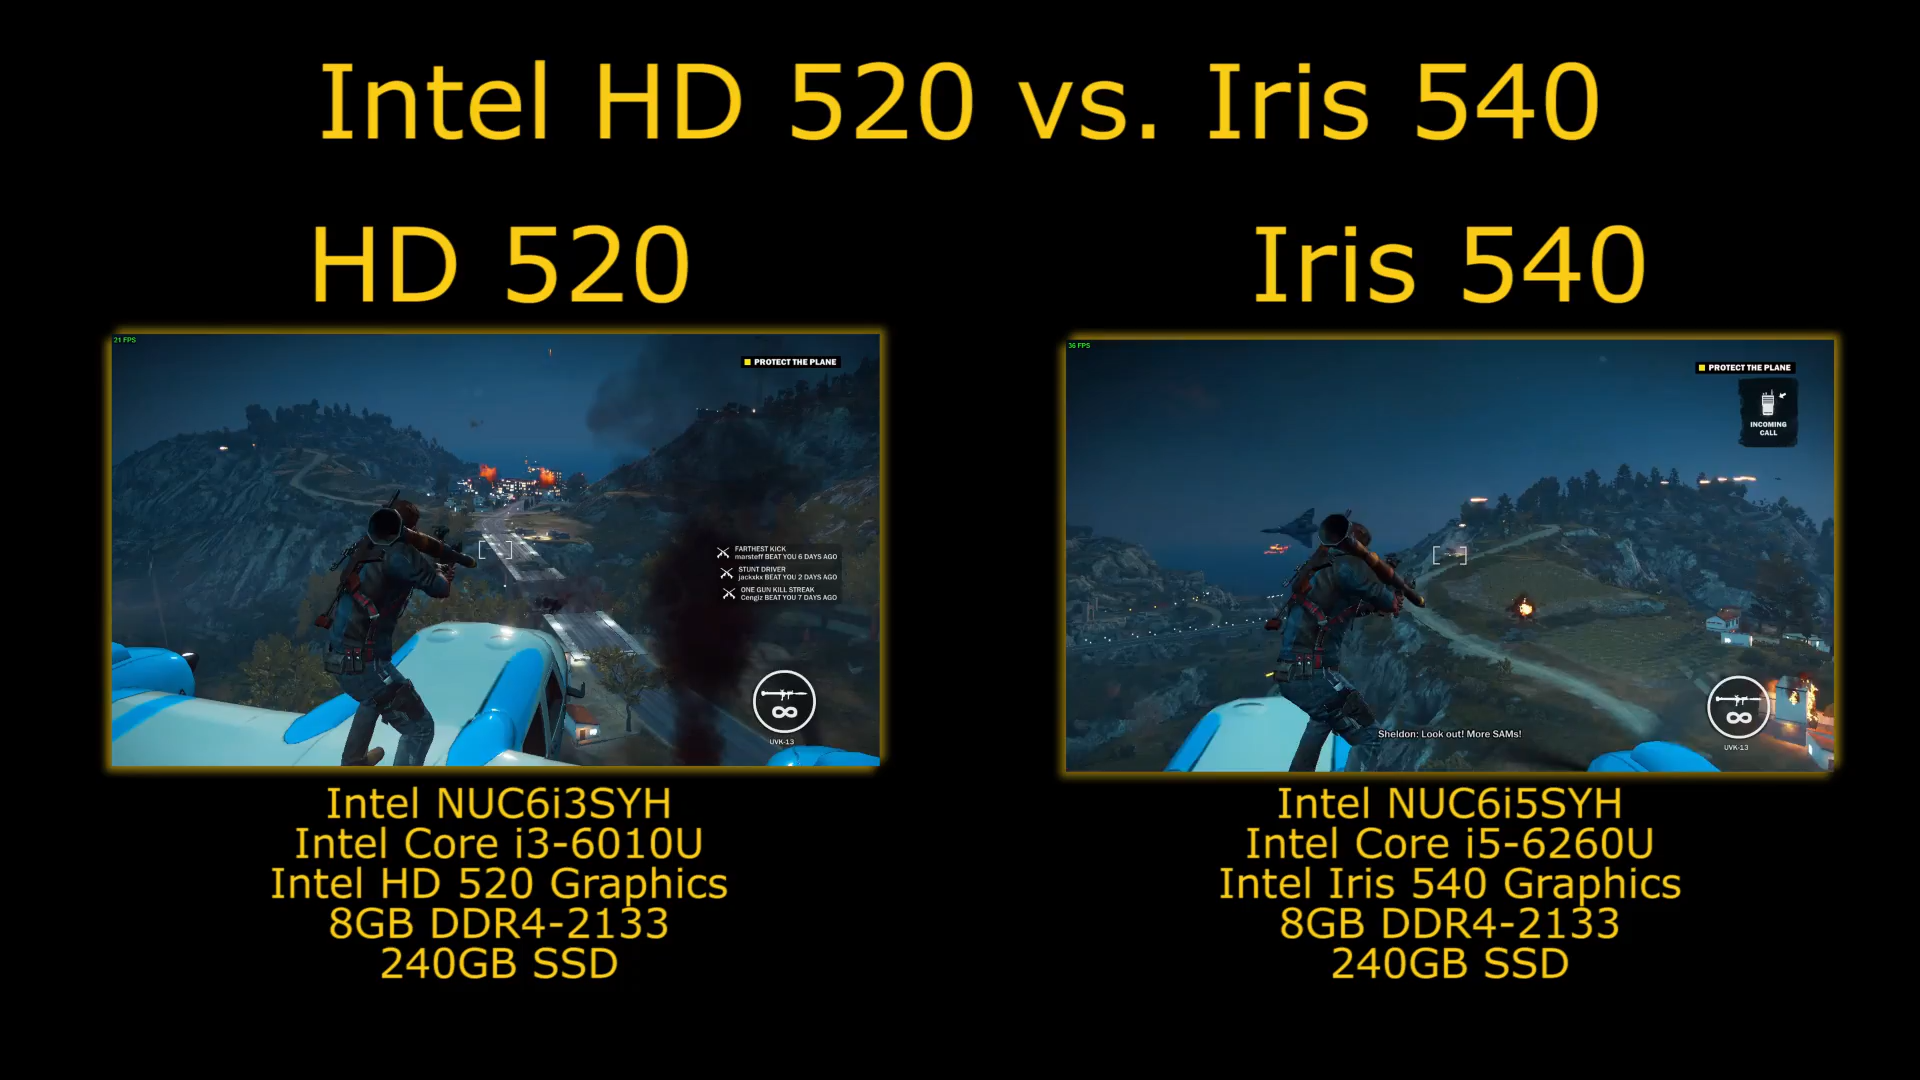 Intel HD 520 vs. Iris 540
HD 520
Iris 540
21 FPS
PROTECT THE PLANE
FARTHEST KICK
marsteff BEAT YOU 6 DAYS AGO
STUNT DRIVER
jackxkx BEAT YOU 2 DAYS AGO
ONE GUN KILL STREAK
Cengiz BEAT YOU 7 DAYS AGO
UVK-13
36 FPS
PROTECT THE PLANE
INCOMING
CALL
Sheldon: Look out! More SAMs!
UVK-13
Intel NUC6i3SYH
Intel Core i3-6010U
Intel HD 520 Graphics
8GB DDR4-2133
240GB SSD
Intel NUC6i5SYH
Intel Core i5-6260U
Intel Iris 540 Graphics
8GB DDR4-2133
240GB SSD